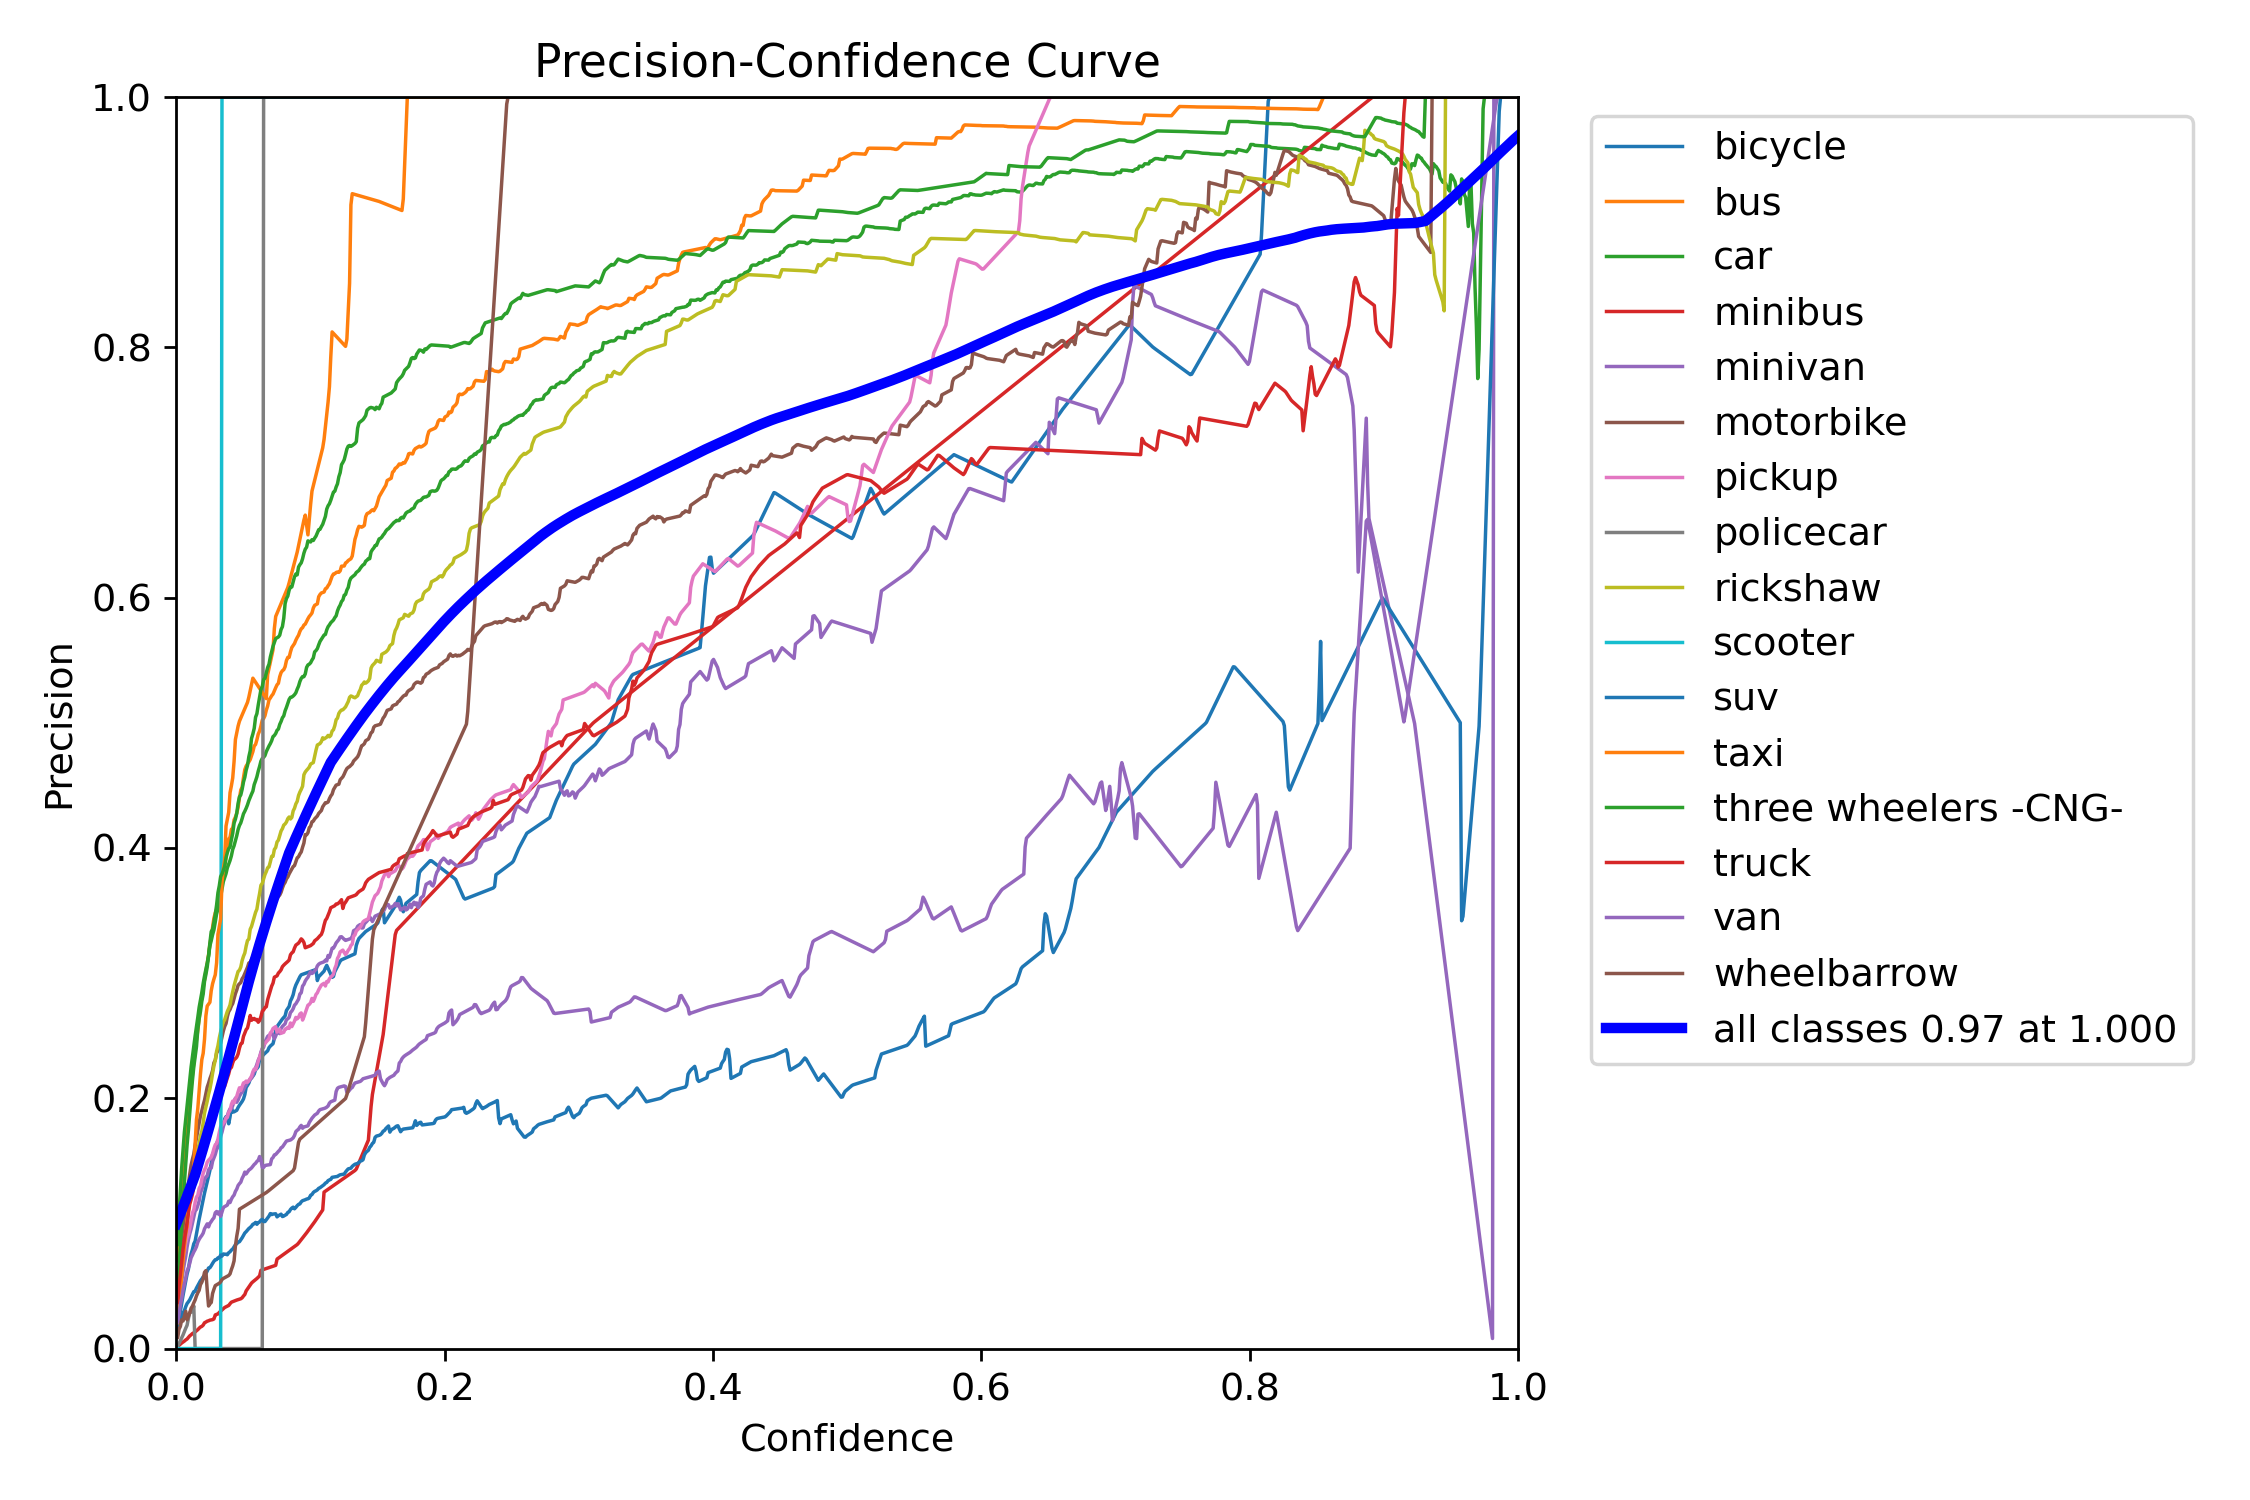 Precision-Confidence Curve
1.0
0.8
0.6
0.4
0.2
0.0
Precision
0.0 0.2 0.4 0.6 0.8 1.0
Confidence
bicycle
bus
car
minibus
minivan
motorbike
pickup
policecar
rickshaw
scooter
suv
taxi
three wheelers -CNG-
truck
van
wheelbarrow
all classes 0.97 at 1.000